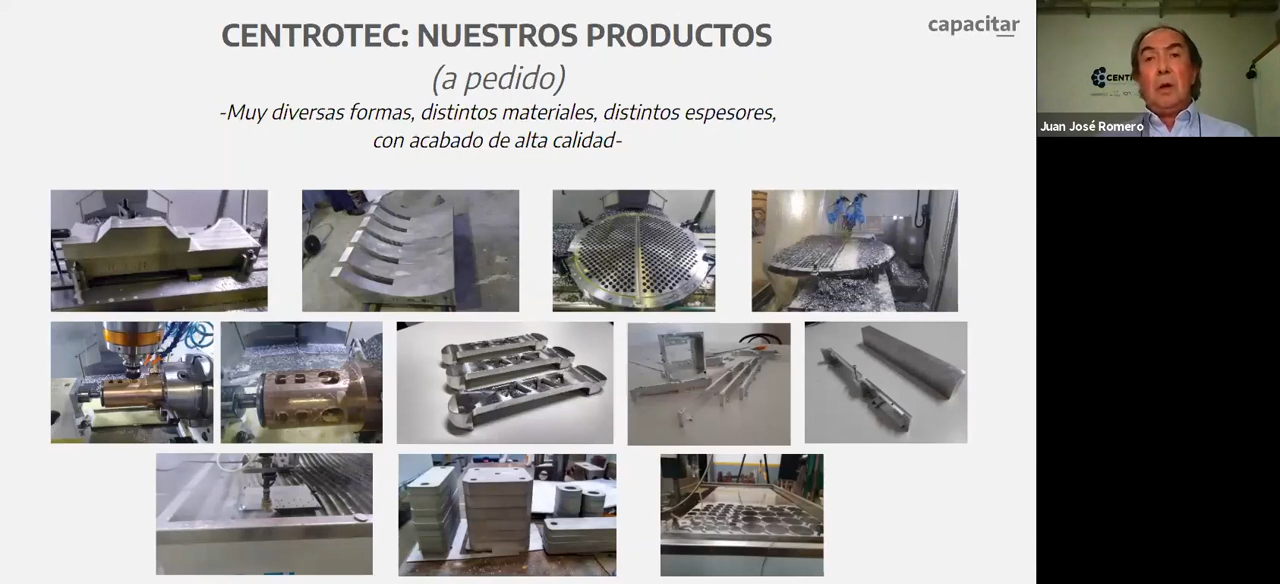 CENTROTEC: NUESTROS PRODUCTOS
(a pedido)
-Muy diversas formas, distintos materiales, distintos espesores,
con acabado de alta calidad-
capacitar
CENT
Juan José Romero